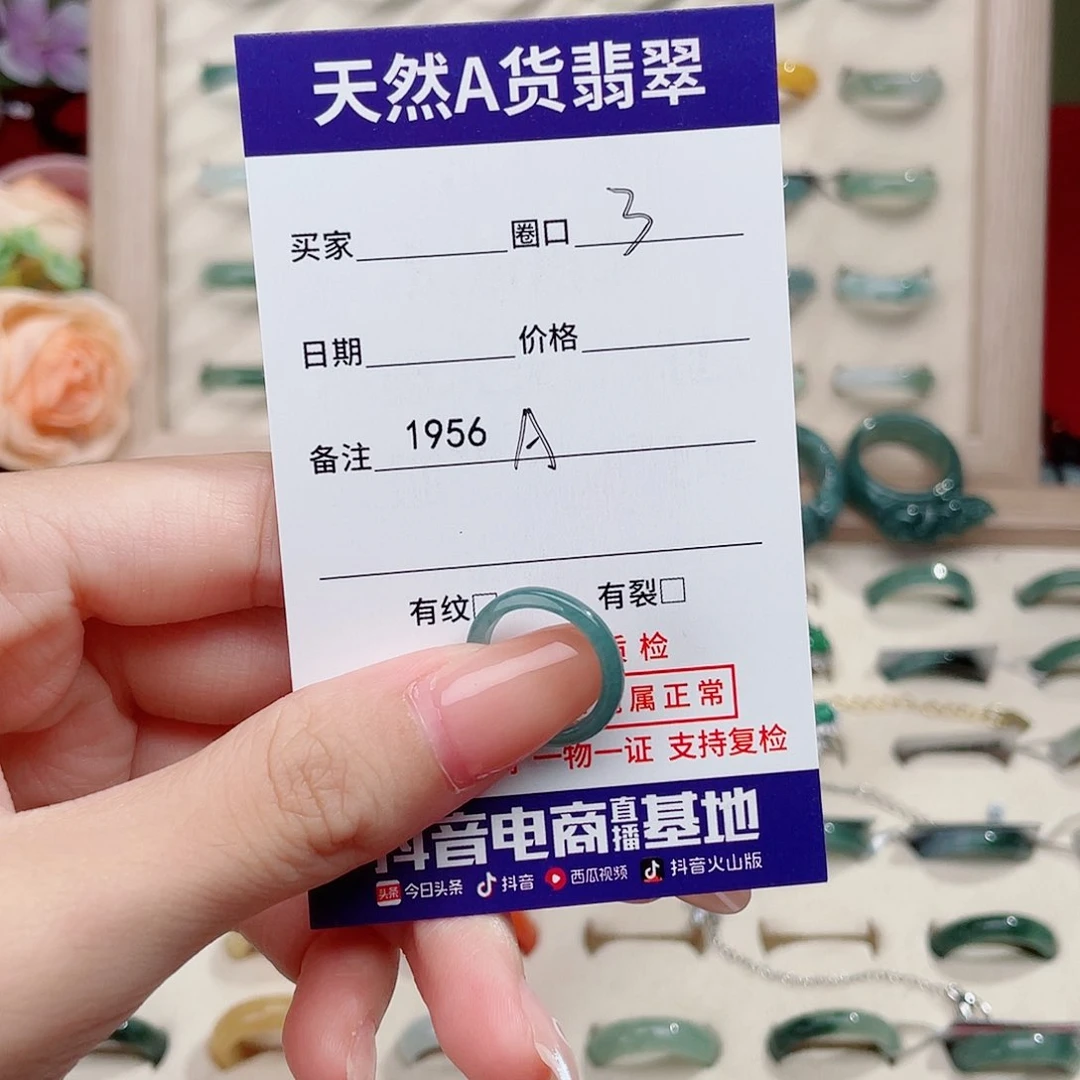 天然A货翡翠
买家 圈口 3
日期 价格
备注 1956 A
有纹 有裂
检
属正常
一物一证 支持复检
抖音电商直播基地
头条 今日头条 抖音 西瓜视频 抖音火山版